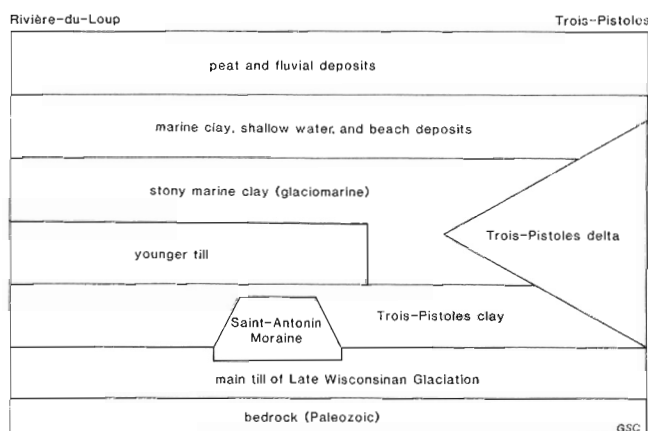 Rivière-du-Loup
Trois-Pistoles
peat and fluvial deposits
marine clay, shallow water, and beach deposits
stony marine clay (glaciomarine)
Trois-Pistoles delta
younger till
Trois-Pistoles clay
Saint-Antonin
Moraine
main till of Late Wisconsinan Glaciation
bedrock (Paleozoic)
GSC